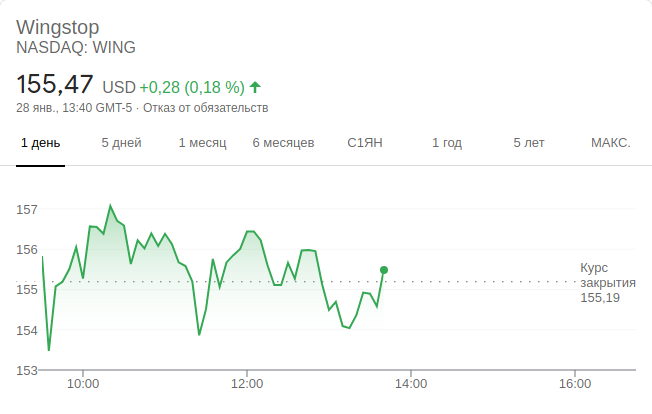 Wingstop
NASDAQ: WING
155,47 USD +0,28 (0,18 %)
28 янв., 13:40 GMT-5 · Отказ от обязательств
1 день 5 дней 1 месяц 6 месяцев С1ЯН 1 год 5 лет МАКС.
157
156
155
154
153
Курс
закрытия
155,19
10:00 12:00 14:00 16:00